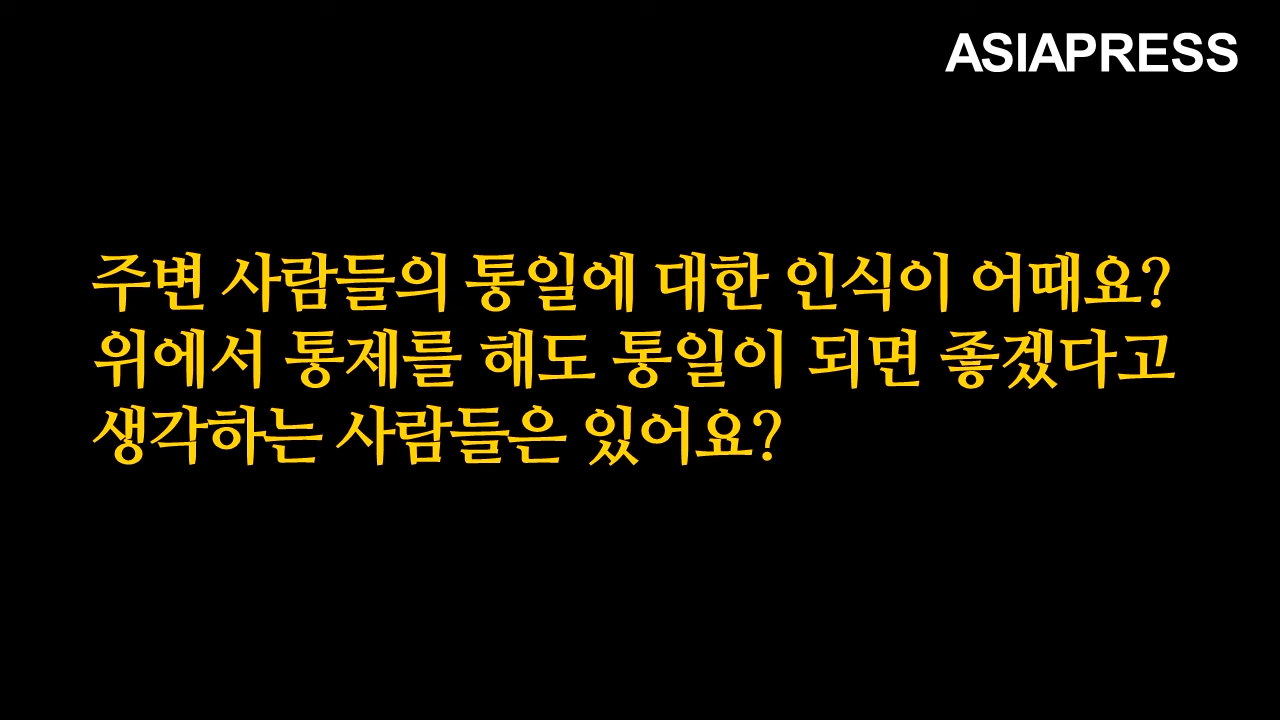 ASIAPRESS
주변 사람들의 통일에 대한 인식이 어때요?
위에서 통제를 해도 통일이 되면 좋겠다고
생각하는 사람들은 있어요?